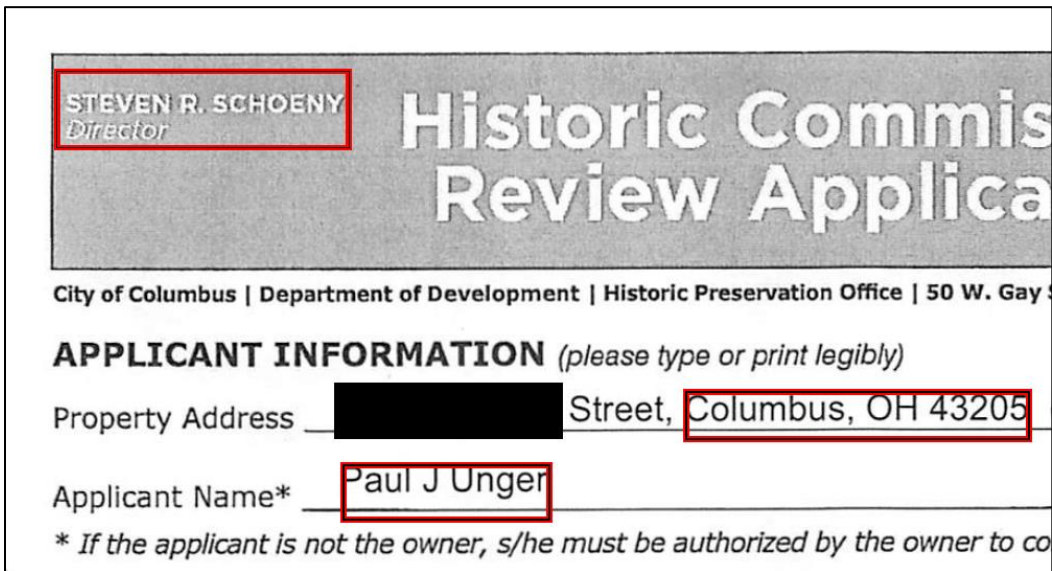 STEVEN R. SCHOENY
Director
Historic Commis
Review Applica
City of Columbus | Department of Development | Historic Preservation Office | 50 W. Gay
APPLICANT INFORMATION (please type or print legibly)
Property Address Street, Columbus, OH 43205
Applicant Name* Paul J Unger
* If the applicant is not the owner, s/he must be authorized by the owner to co